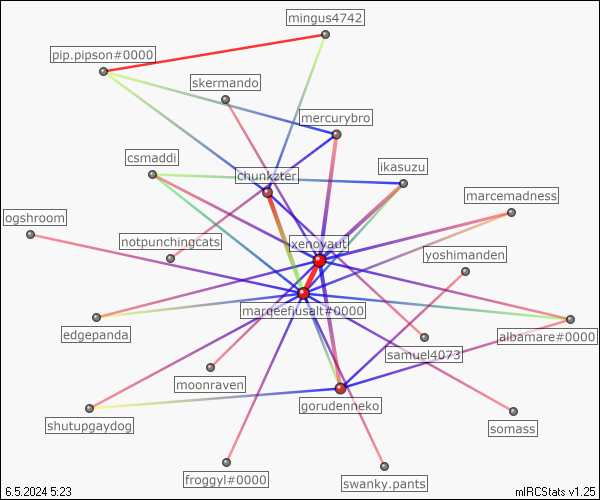 mingus4742
pip.pipson#0000
skermando
mercurybro
csmaddi
ikasuzu
chunkzter
marcemadness
ogshroom
notpunchingcats
xenoyaut
yoshimanden
marqeefiusalt#0000
edgepanda
albamare#0000
samuel4073
moonraven
gorudenneko
shutupgaydog
somass
froggyl#0000
swanky.pants
6.5.2024 5:23
mIRCStats v1.25